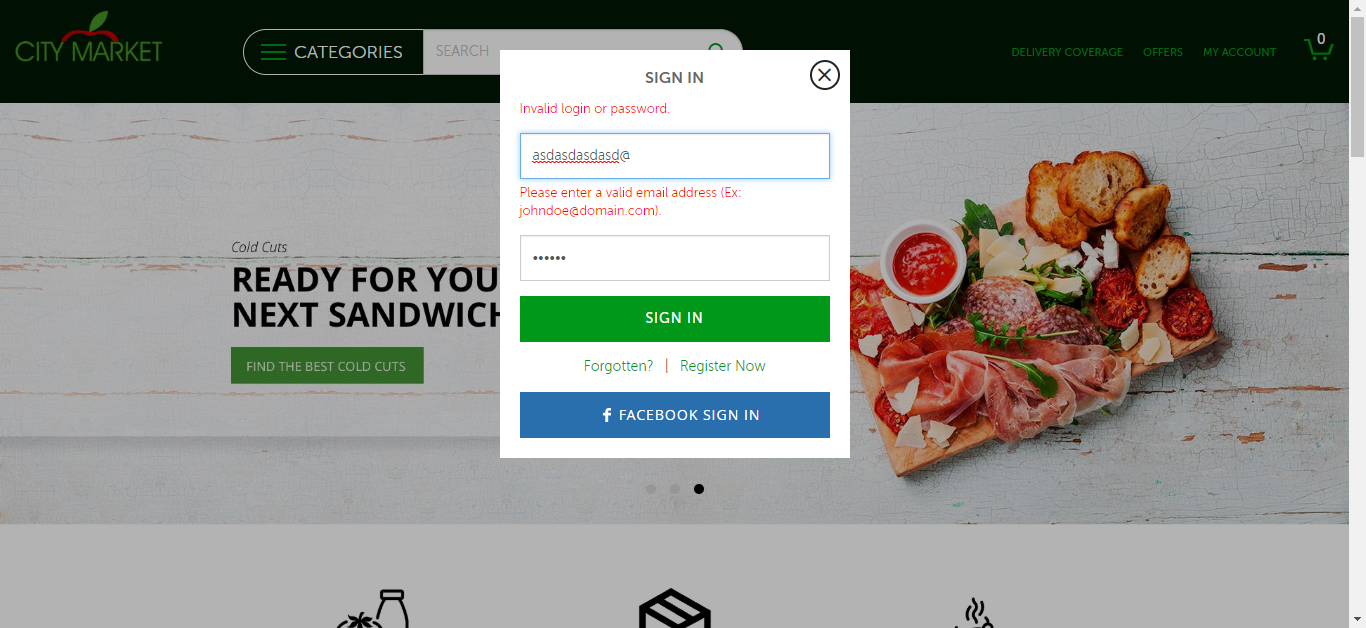 CITY MARKET
CATEGORIES
SEARCH
DELIVERY COVERAGE
OFFERS
MY ACCOUNT
0
SIGN IN
Invalid login or password.
asdasdasdasd@
Please enter a valid email address (Ex:
johndoe@domain.com).
••••••
SIGN IN
Forgotten? | Register Now
f FACEBOOK SIGN IN
Cold Cuts
READY FOR YOU
NEXT SANDWICH
FIND THE BEST COLD CUTS